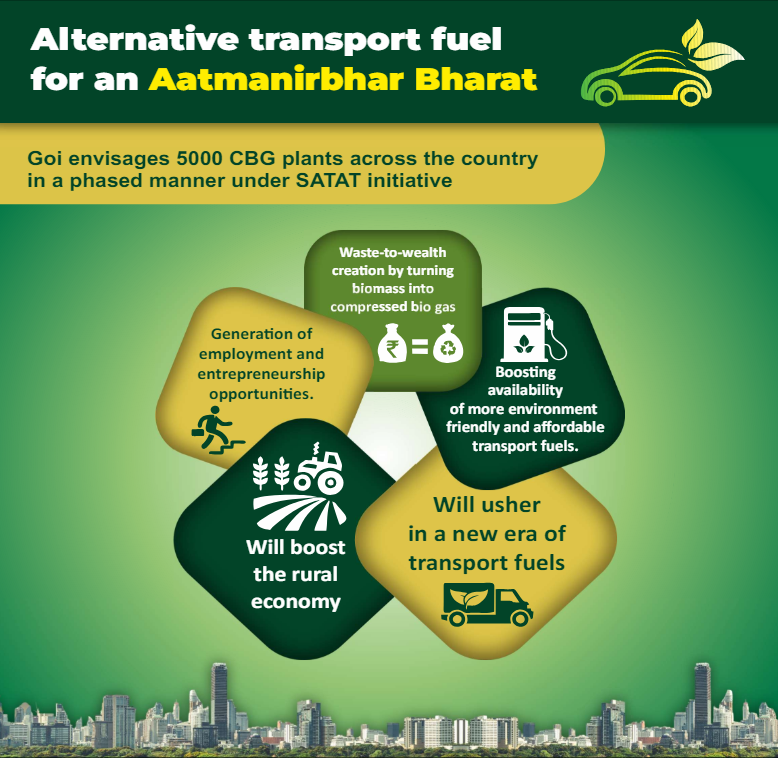 Alternative transport fuel
for an Aatmanirbhar Bharat
Goi envisages 5000 CBG plants across the country
in a phased manner under SATAT initiative
Waste-to-wealth
creation by turning
biomass into
compressed bio gas
₹ =
Generation of
employment and
entrepreneurship
opportunities.
Boosting
availability
of more environment
friendly and affordable
transport fuels.
Will boost
the rural
economy
Will usher
in a new era of
transport fuels